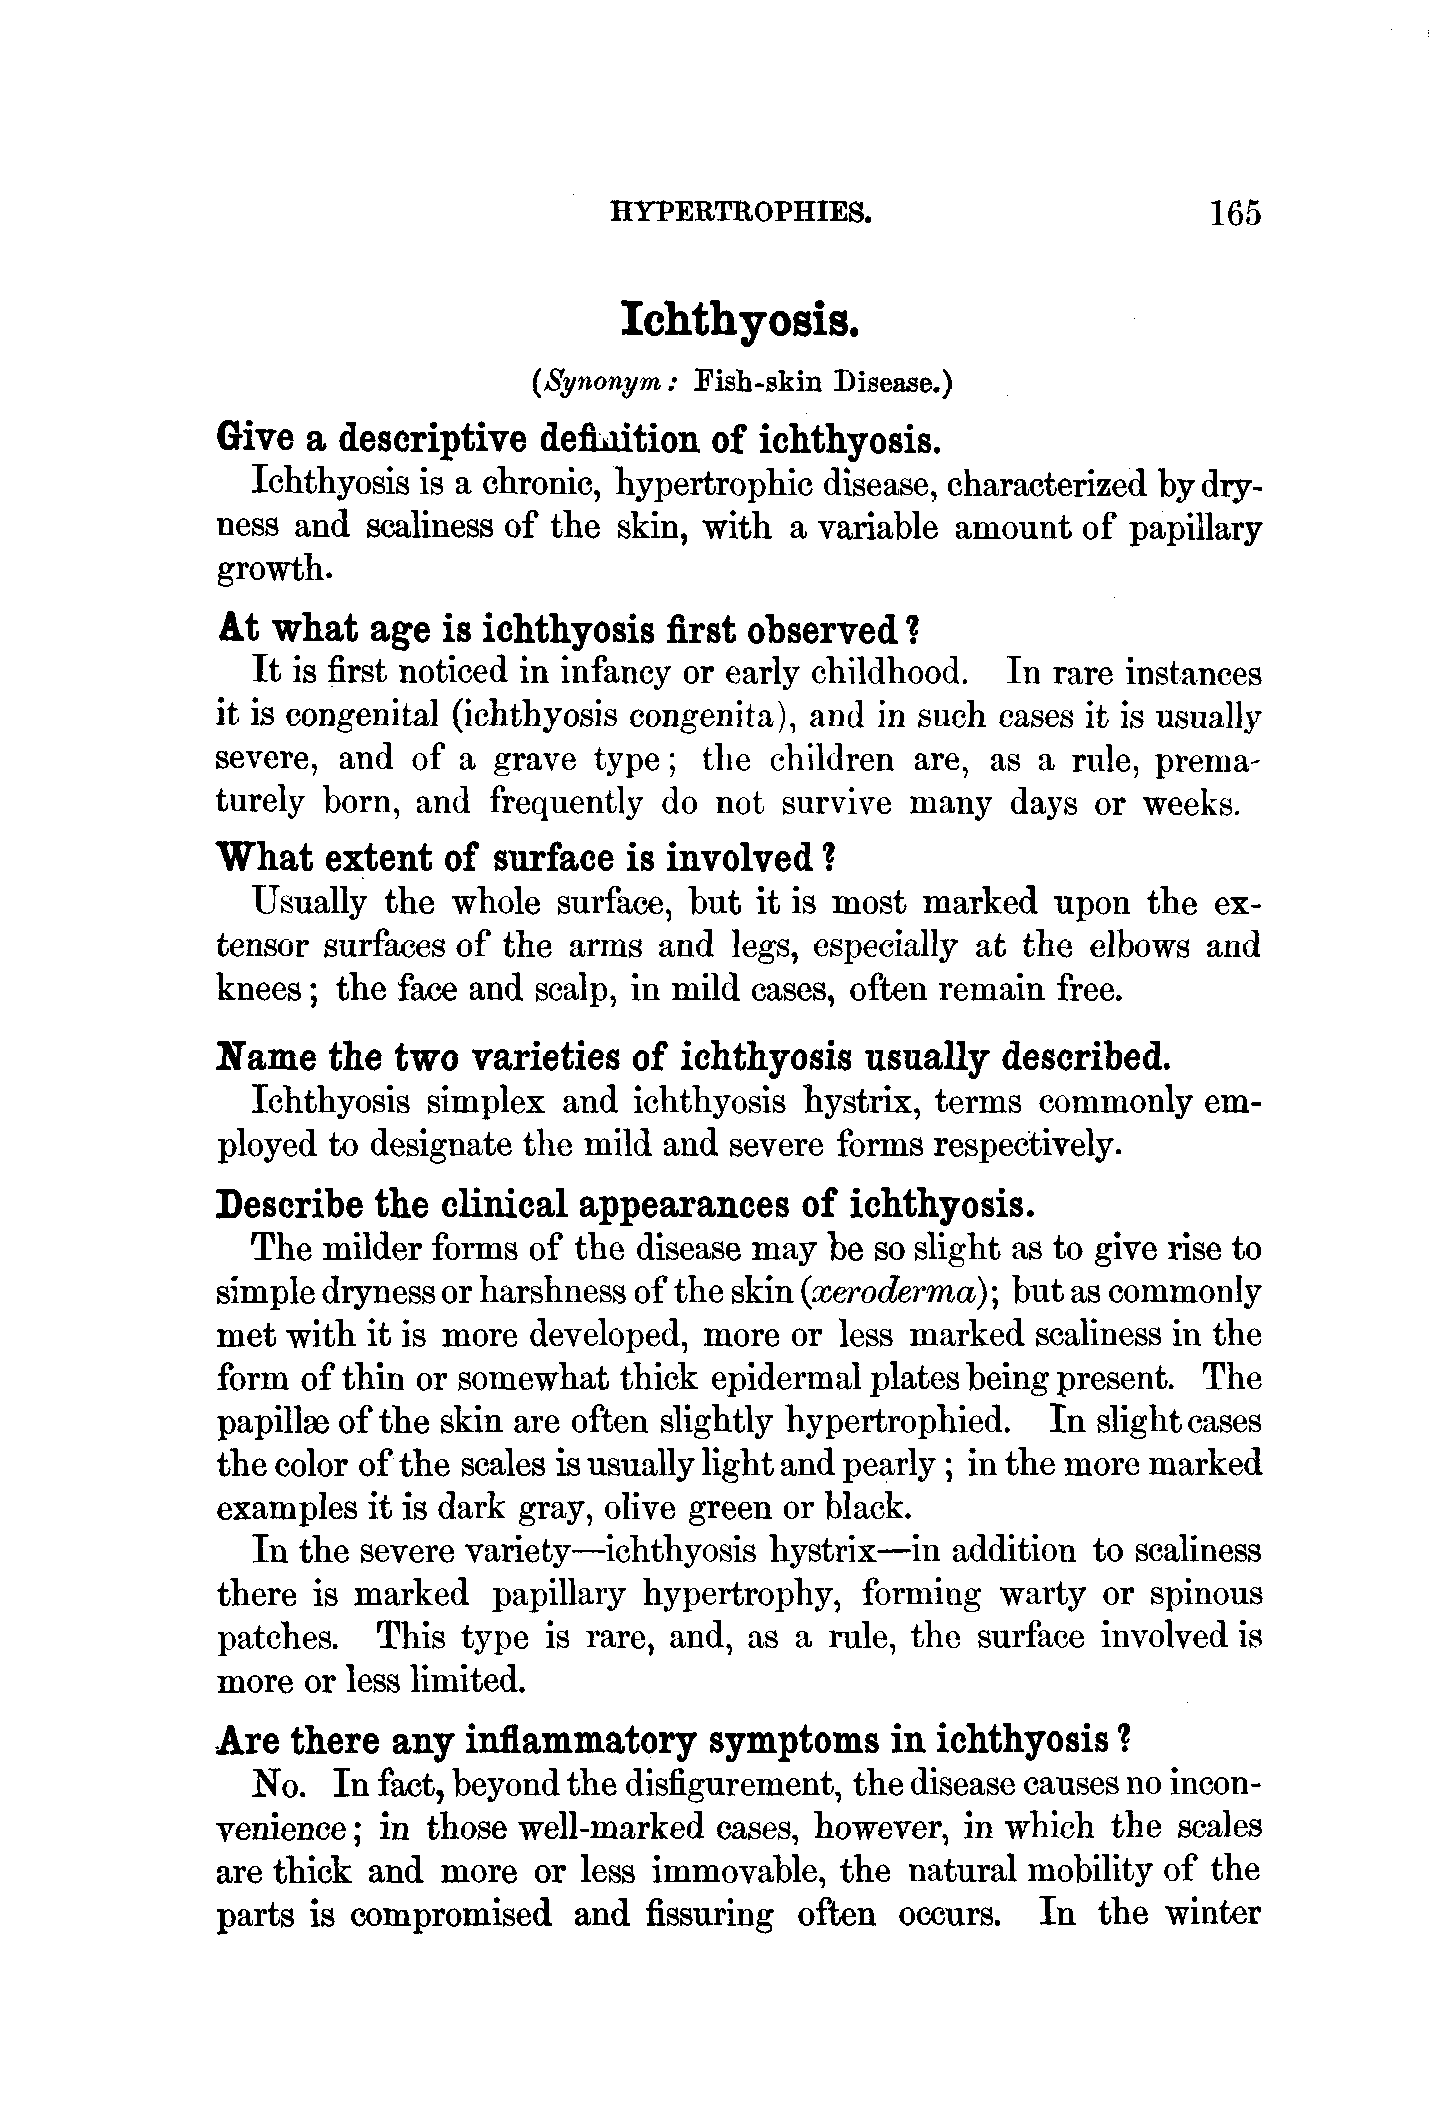 HYPERTROPHIES. 165
Ichthyosis.
(Synonym: Fish-skin Disease.)
Give a descriptive definition of ichthyosis.
Ichthyosis is a chronic, hypertrophic disease, characterized by dry-
ness and scaliness of the skin, with a variable amount of papillary
growth.
At what age is ichthyosis first observed?
It is first noticed in infancy or early childhood. In rare instances
it is congenital (ichthyosis congenita), and in such cases it is usually
severe, and of a grave type; the children are, as a rule, prema-
turely born, and frequently do not survive many days or weeks.
What extent of surface is involved?
Usually the whole surface, but it is most marked upon the ex-
tensor surfaces of the arms and legs, especially at the elbows and
knees; the face and scalp, in mild cases, often remain free.
Name the two varieties of ichthyosis usually described.
Ichthyosis simplex and ichthyosis hystrix, terms commonly em-
ployed to designate the mild and severe forms respectively.
Describe the clinical appearances of ichthyosis.
The milder forms of the disease may be so slight as to give rise to
simple dryness or harshness of the skin (xeroderma); but as commonly
met with it is more developed, more or less marked scaliness in the
form of thin or somewhat thick epidermal plates being present. The
papillæ of the skin are often slightly hypertrophied. In slight cases
the color of the scales is usually light and pearly; in the more marked
examples it is dark gray, olive green or black.
In the severe variety—ichthyosis hystrix—in addition to scaliness
there is marked papillary hypertrophy, forming warty or spinous
patches. This type is rare, and, as a rule, the surface involved is
more or less limited.
Are there any inflammatory symptoms in ichthyosis?
No. In fact, beyond the disfigurement, the disease causes no incon-
venience; in those well-marked cases, however, in which the scales
are thick and more or less immovable, the natural mobility of the
parts is compromised and fissuring often occurs. In the winter